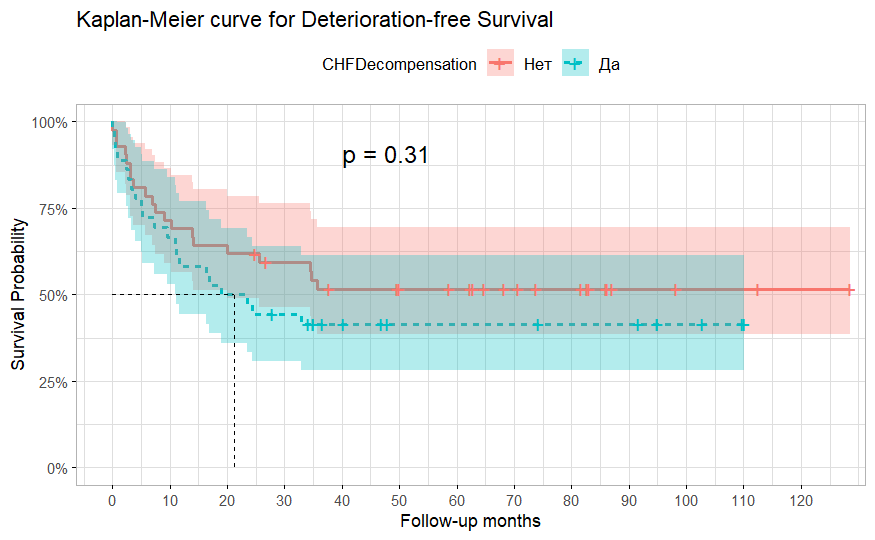 Kaplan-Meier curve for Deterioration-free Survival
CHFDecompensation Нет Да
p = 0.31
100%
75%
50%
25%
0%
Survival Probability
0 10 20 30 40 50 60 70 80 90 100 110 120
Follow-up months